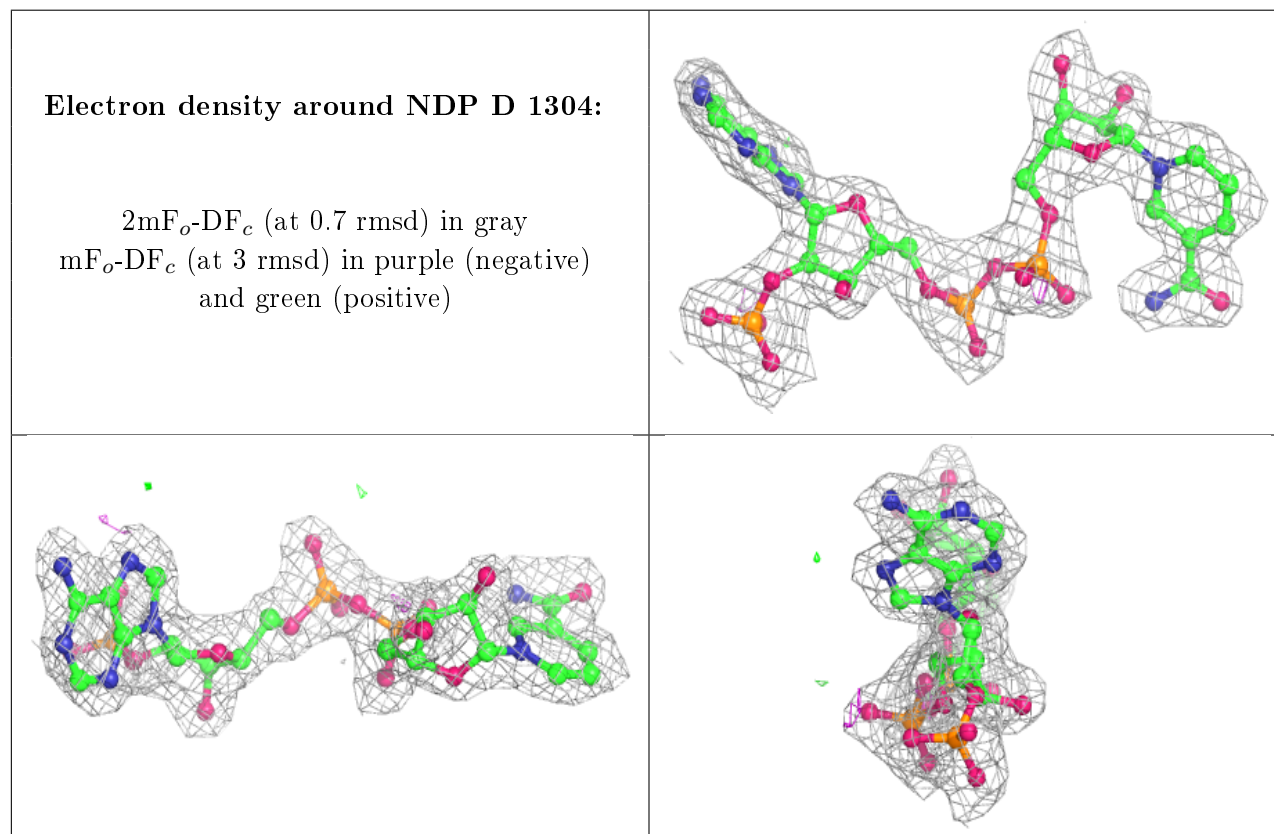 Electron density around NDP D 1304:
2mFo-DFc (at 0.7 rmsd) in gray
mFo-DFc (at 3 rmsd) in purple (negative)
and green (positive)